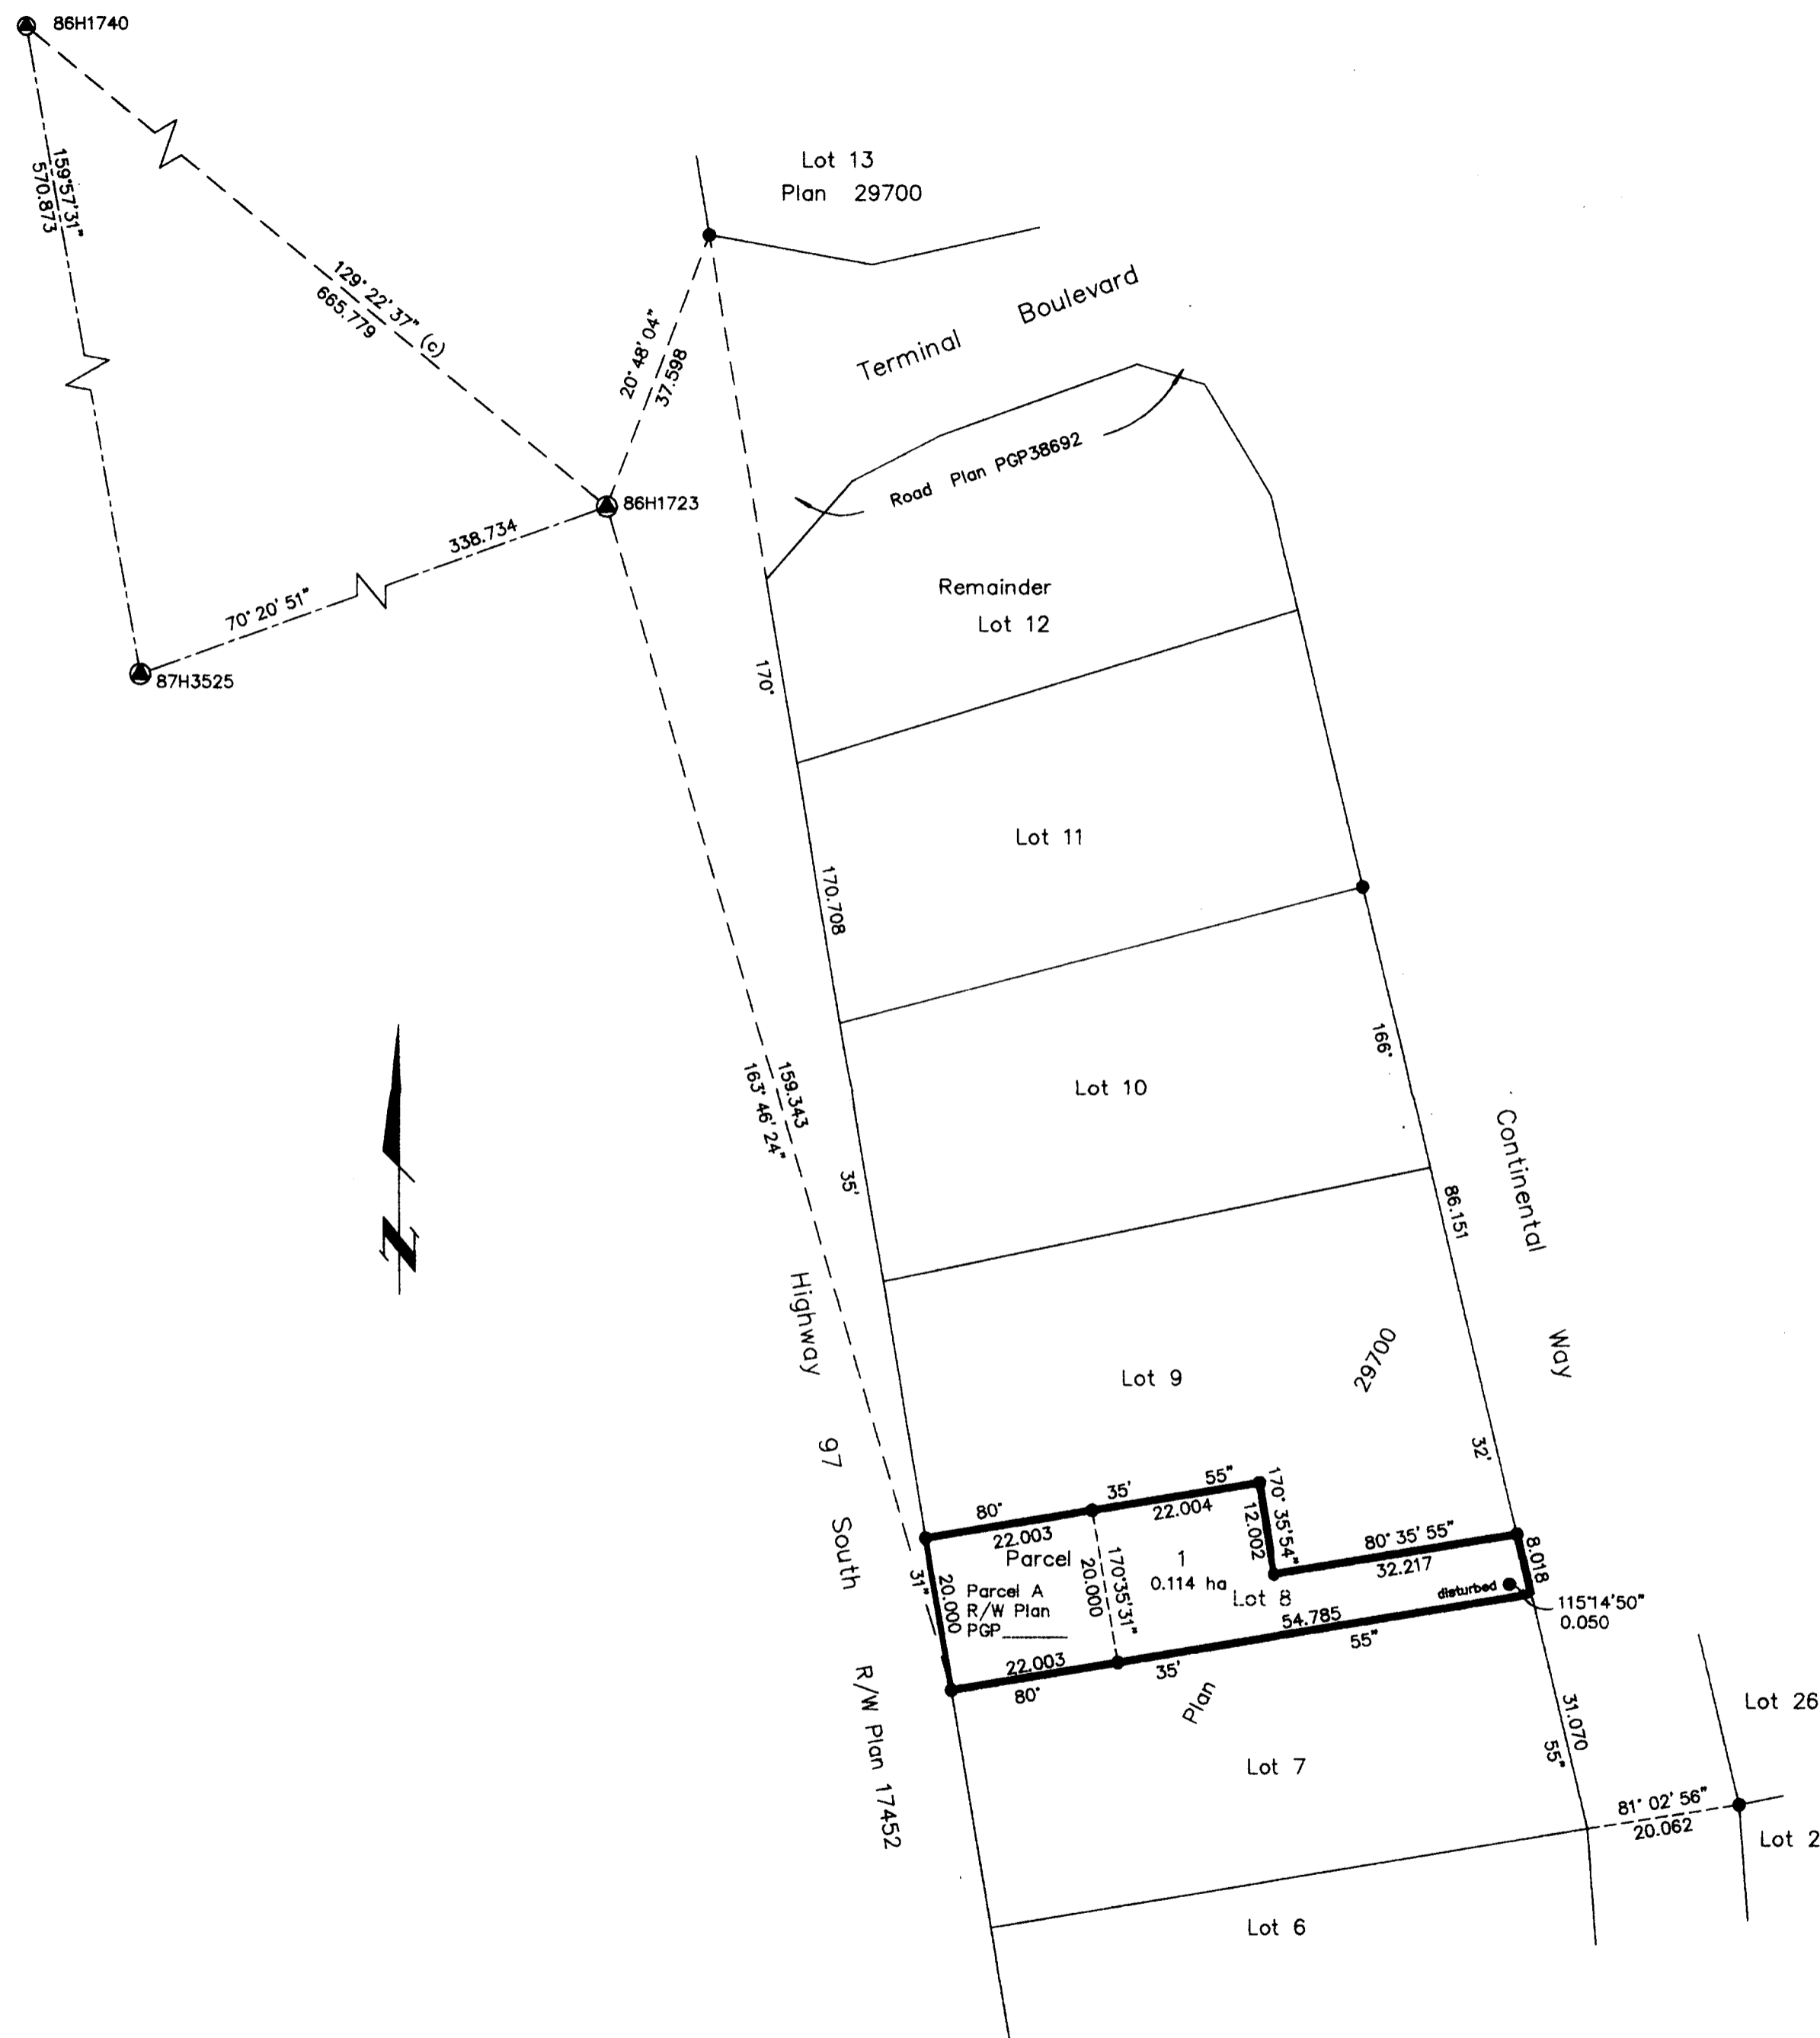 86H1740
Lot 13
Plan 29700
159°57'31"
570.873
129° 22' 37" (c)
665.779
20° 48' 04"
37.598
Terminal Boulevard
Road Plan PGP38692
86H1723
338.734
70° 20' 51"
87H3525
Remainder
Lot 12
170°
Lot 11
170.708
166°
Lot 10
159.343
163° 46' 24"
35'
Continental Way
86.151
Highway 97 South
Lot 9
29700
32'
80° 35' 55"
22.003
22.004
170° 35'54"
12.002
80° 35' 55"
32.217
8.018
Parcel 1
0.114 ha
170°35'31"
20.000
31"
20.000
Parcel A
R/W Plan
PGP
Lot 8
disturbed
115°14'50"
0.050
54.785
22.003
80° 35' 55"
Plan
R/W Plan 17452
31.070
55"
Lot 26
Lot 7
81° 02' 56"
20.062
Lot 2
Lot 6